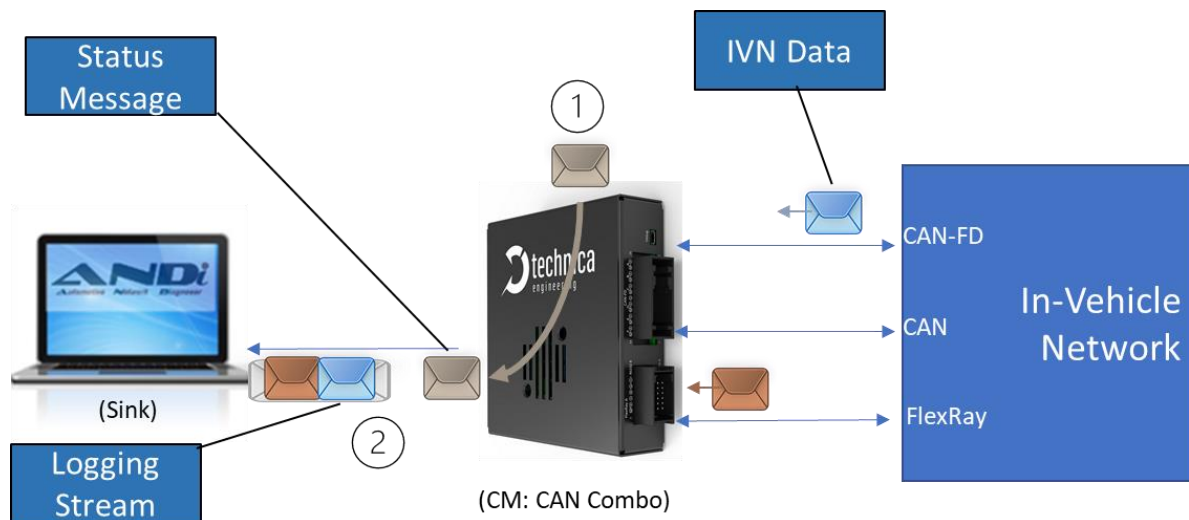 Status
Message
IVN Data
1
technica
engineering
CAN-FD
CAN
FlexRay
In-Vehicle
Network
ANDi
(Sink)
2
Logging
Stream
(CM: CAN Combo)